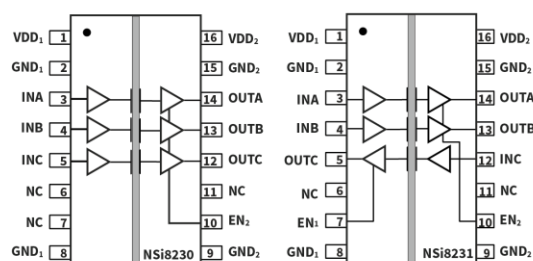 VDD₁ 1 16 VDD₂
GND₁ 2 15 GND₂
INA 3 14 OUTA
INB 4 13 OUTB
INC 5 12 OUTC
NC 6 11 NC
NC 7 10 EN₂
GND₁ 8 NSi8230 9 GND₂
VDD₁ 1 16 VDD₂
GND₁ 2 15 GND₂
INA 3 14 OUTA
INB 4 13 OUTB
OUTC 5 12 INC
NC 6 11 NC
EN₁ 7 10 EN₂
GND₁ 8 NSi8231 9 GND₂